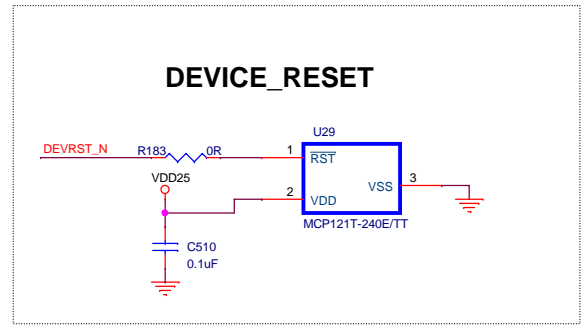 DEVICE_RESET
U29
DEVRST_N R183 0R 1 RST
VDD25
2 VDD VSS 3
MCP121T-240E/TT
C510
0.1uF